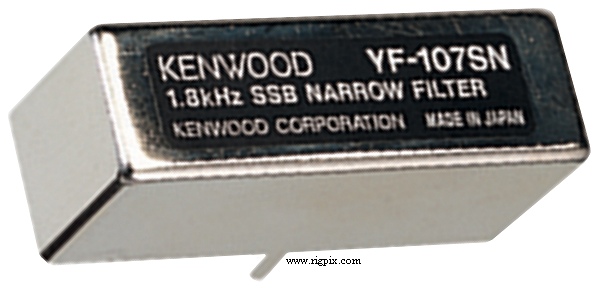 KENWOOD YF-107SN
1.8kHz SSB NARROW FILTER
KENWOOD CORPORATION MADE IN JAPAN
www.rigpix.com